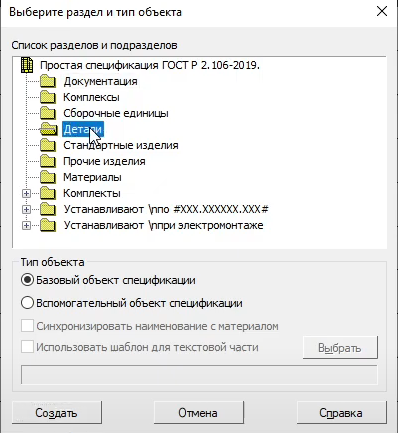 Выберите раздел и тип объекта
Список разделов и подразделов
Простая спецификация ГОСТ Р 2.106-2019.
Документация
Комплексы
Сборочные единицы
Детали
Стандартные изделия
Прочие изделия
Материалы
Комплекты
Устанавливают \nпо #XXX.XXXXXX.XXX#
Устанавливают \nпри электромонтаже
Тип объекта
Базовый объект спецификации
Вспомогательный объект спецификации
Синхронизировать наименование с материалом
Использовать шаблон для текстовой части
Выбрать
Создать Отмена Справка